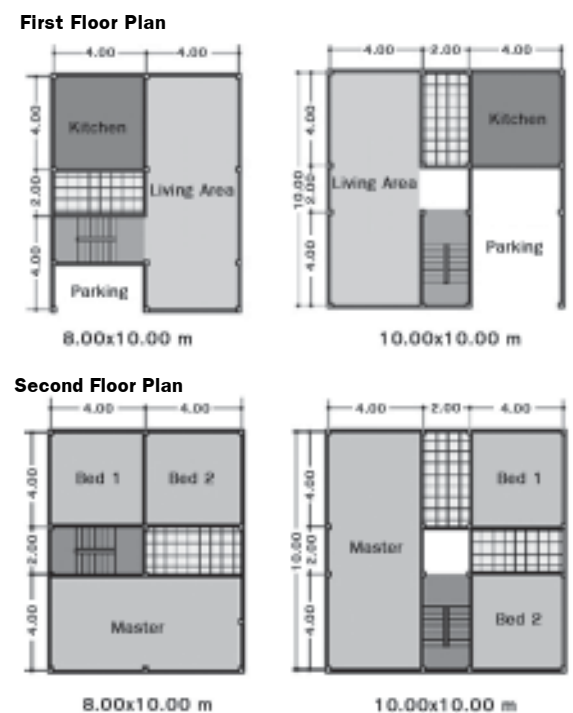 First Floor Plan
4.00 4.00
4.00 2.00 4.00
4.00
Kitchen
2.00
Living Area
4.00
Parking
8.00x10.00 m
10.00
4.00
Kitchen
2.00
Living Area
4.00
Parking
10.00x10.00 m
Second Floor Plan
4.00 4.00
4.00 2.00 4.00
4.00
Bed 1 Bed 2
2.00
4.00
Master
8.00x10.00 m
10.00
4.00
Bed 1
2.00
Master
4.00
Bed 2
10.00x10.00 m